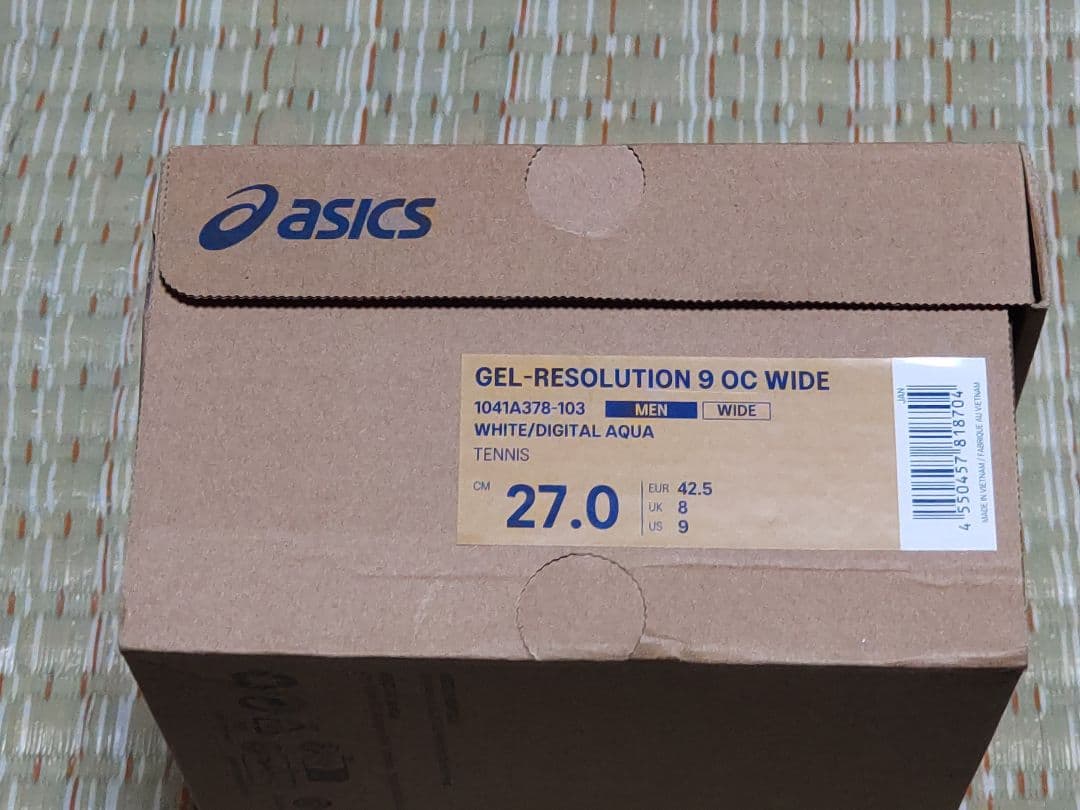 asics
GEL-RESOLUTION 9 OC WIDE
1041A378-103 MEN WIDE
WHITE/DIGITAL AQUA
TENNIS
CM 27.0
EUR 42.5
UK 8
US 9
JAN
4 550457 818704
MADE IN VIETNAM / FABRIQUE AU VIETNAM